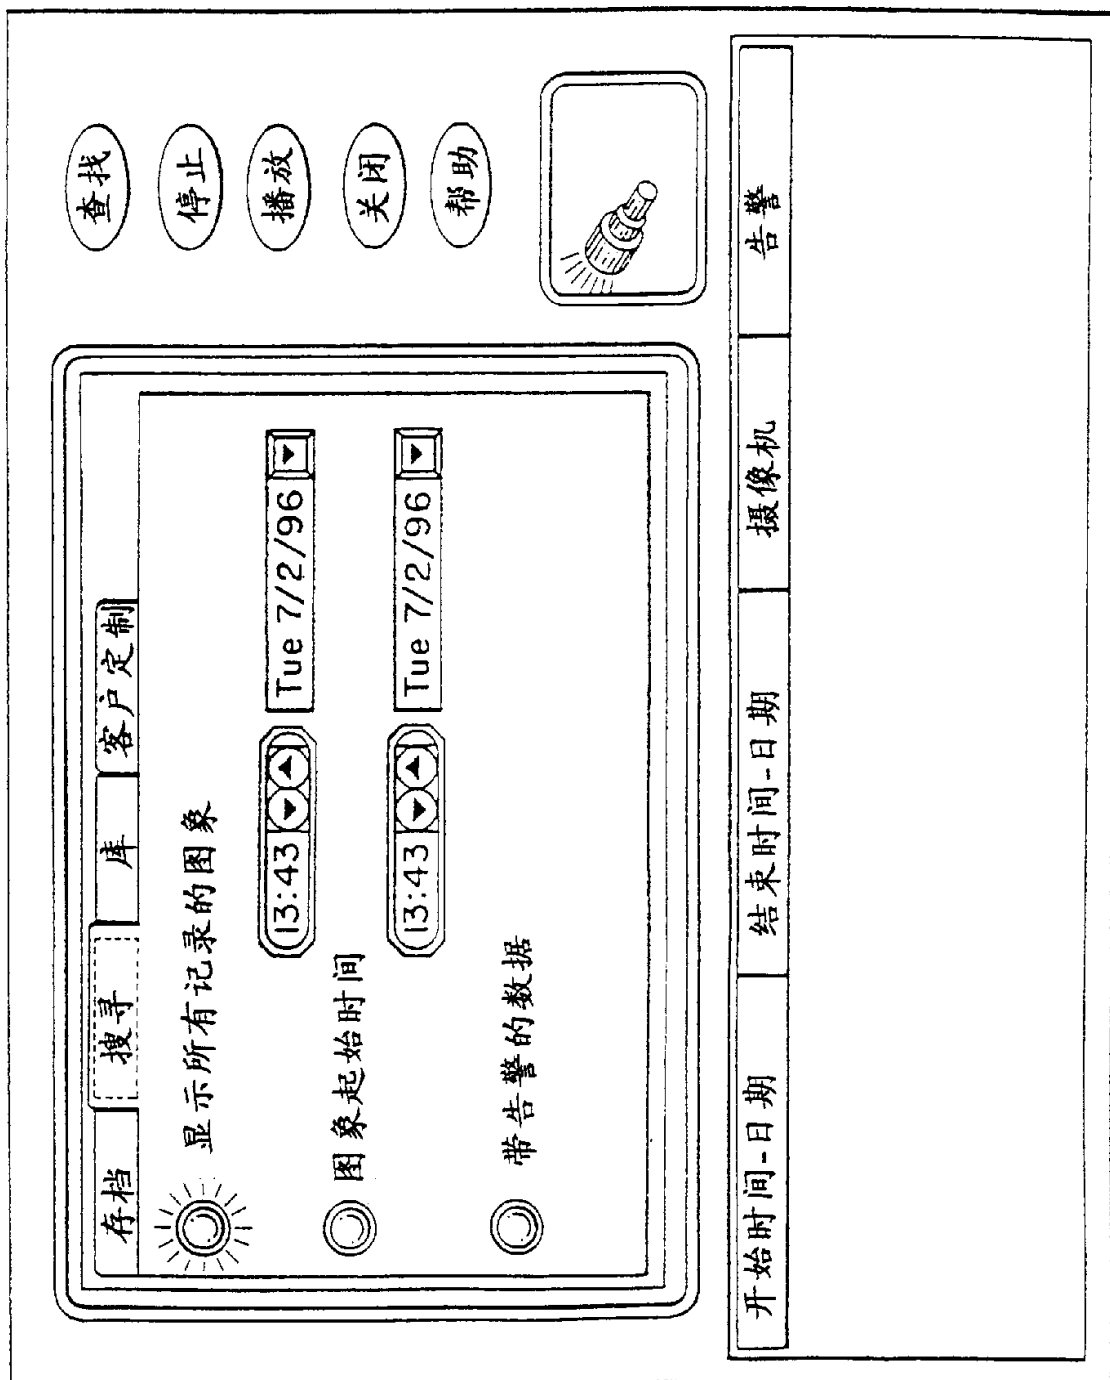 存档
搜寻
库
客户定制
显示所有记录的图象
13:43
Tue 7/2/96
图象起始时间
13:43
Tue 7/2/96
带告警的数据
查找
停止
播放
关闭
帮助
开始时间-日期
结束时间-日期
摄像机
告警